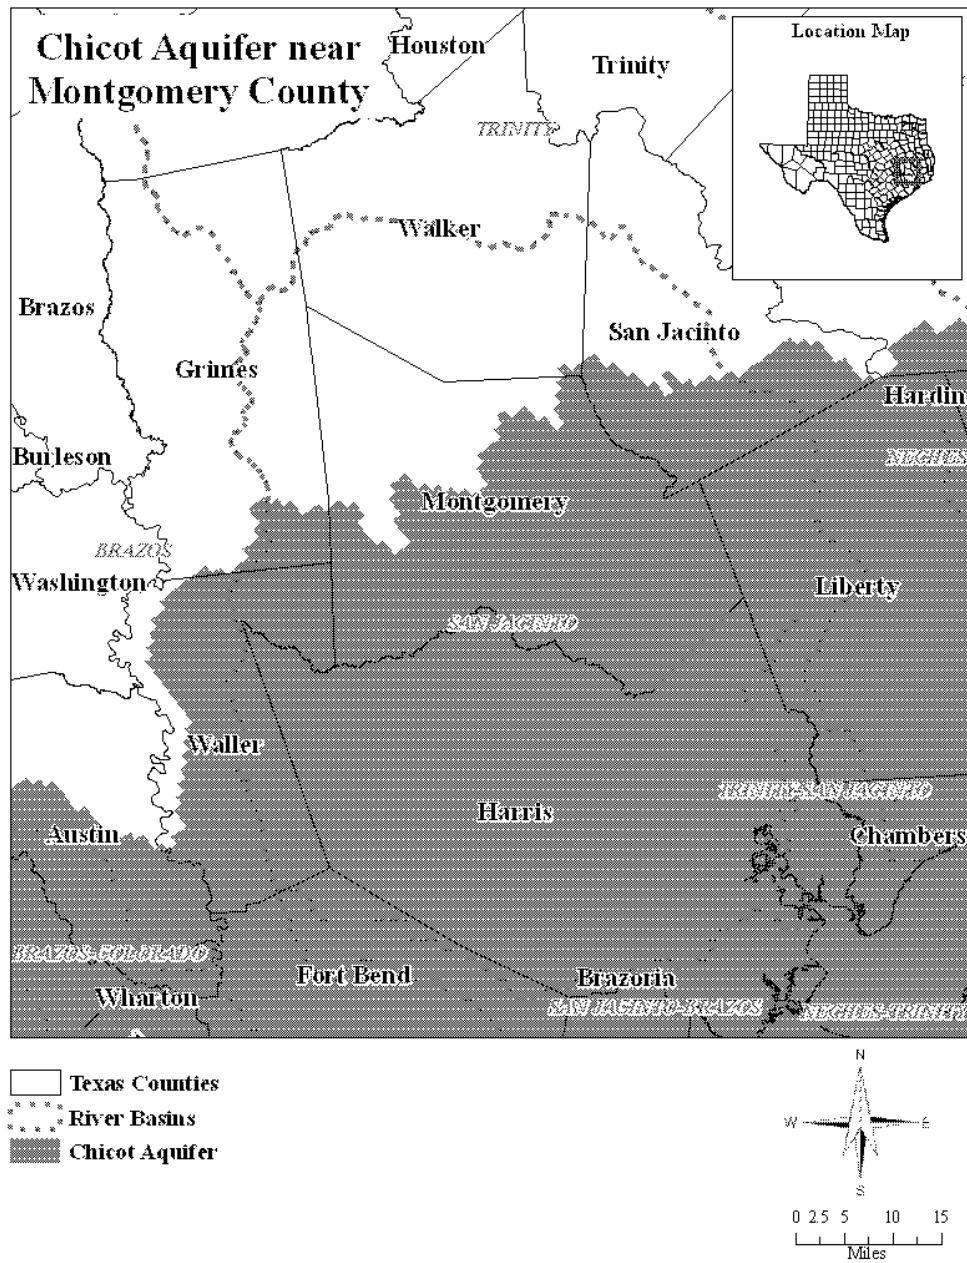 Chicot Aquifer near
Montgomery County
Houston
Trinity
Location Map
TRINITY
Walker
Brazos
San Jacinto
Grimes
Hardin
Burleson
NECHES
Montgomery
BRAZOS
Washington
Liberty
SAN JACINTO
Waller
TRINITY-SAN JACINTO
Harris
Austin
Chambers
BRAZOS-COLORADO
Fort Bend
Brazoria
Wharton
SAN JACINTO-BRAZOS
NECHES-TRINITY
Texas Counties
River Basins
Chicot Aquifer
N
W
E
S
0 2.5 5 10 15
Miles